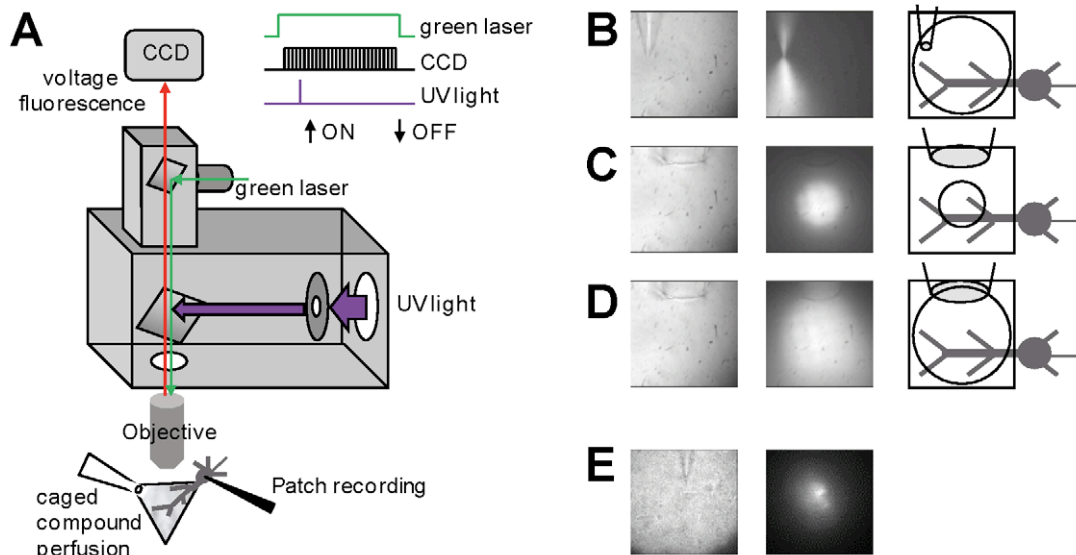 A
CCD
voltage
fluorescence
green laser
CCD
UV light
ON
OFF
green laser
UV light
Objective
caged
compound
perfusion
Patch recording
B
C
D
E